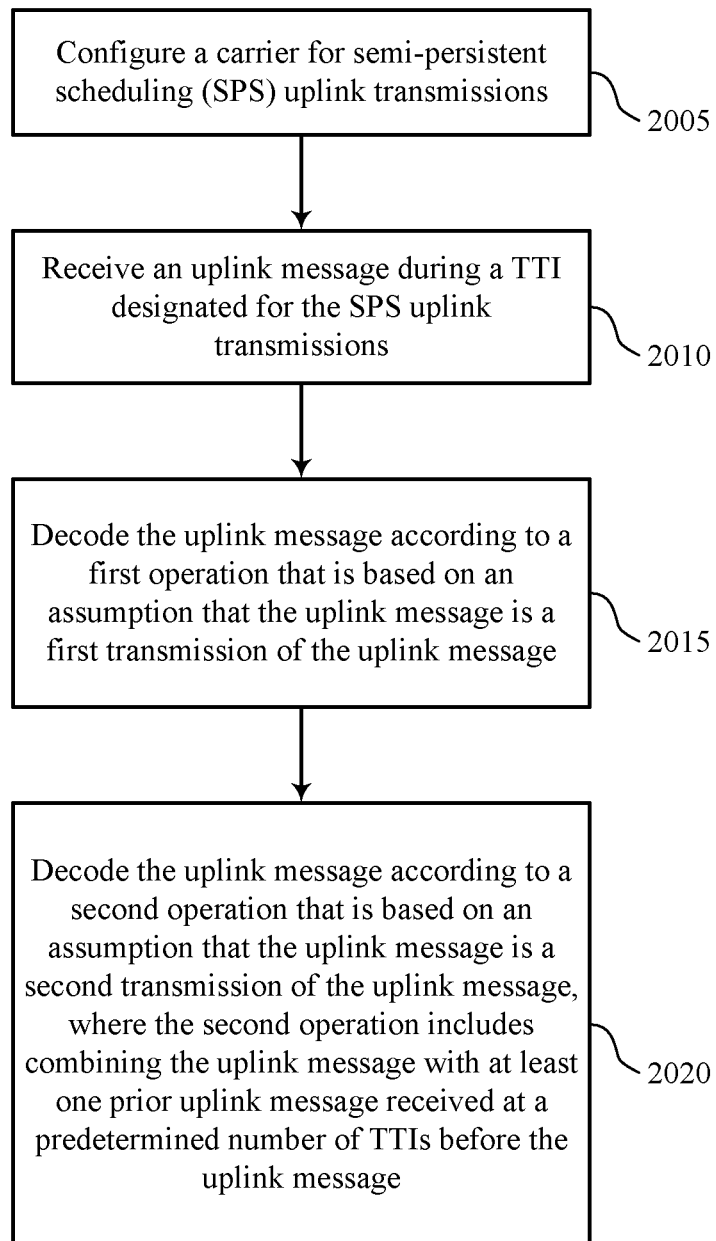 Configure a carrier for semi-persistent
scheduling (SPS) uplink transmissions
2005
Receive an uplink message during a TTI
designated for the SPS uplink
transmissions
2010
Decode the uplink message according to a
first operation that is based on an
assumption that the uplink message is a
first transmission of the uplink message
2015
Decode the uplink message according to a
second operation that is based on an
assumption that the uplink message is a
second transmission of the uplink message,
where the second operation includes
combining the uplink message with at least
one prior uplink message received at a
predetermined number of TTIs before the
uplink message
2020